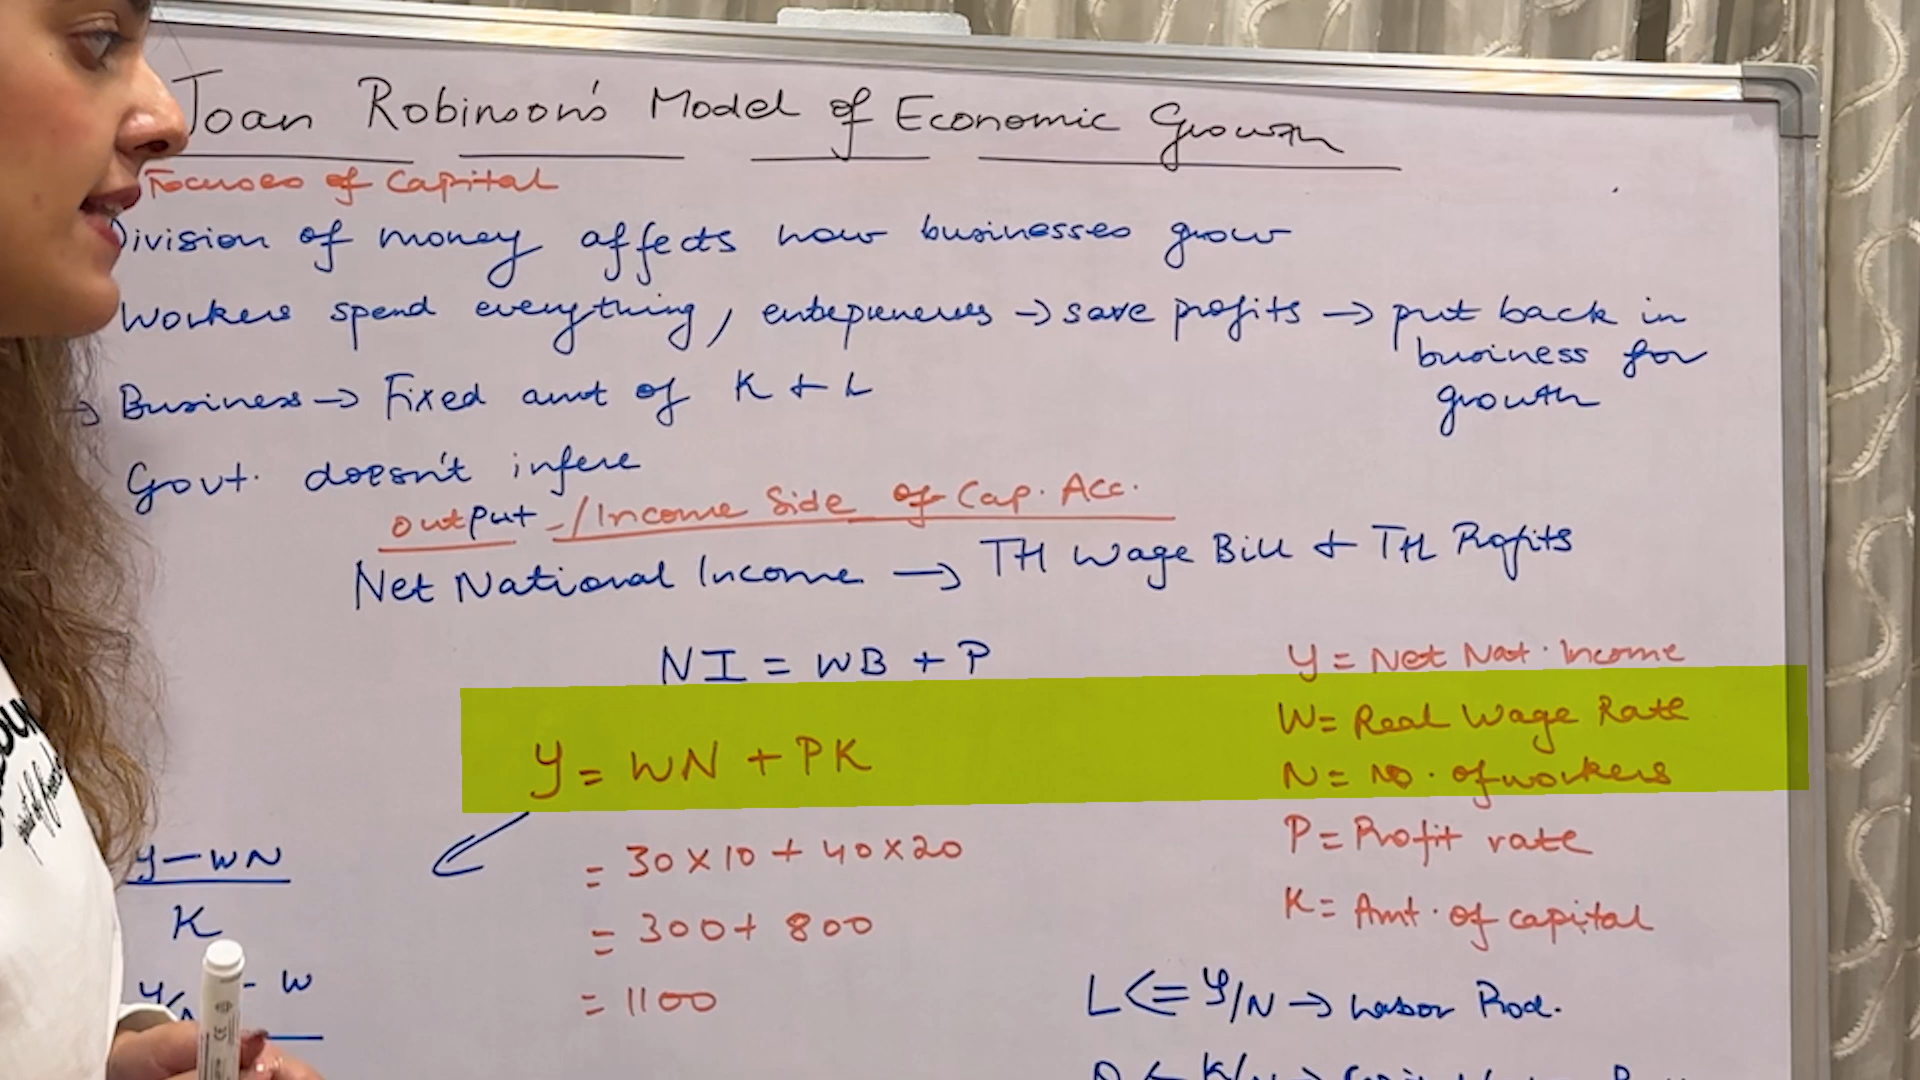 Joan Robinson's Model of Economic Growth
Focuses of Capital
Division of money affects how businesses grow
Workers spend everything, entepreneres → save profits → put back in
business for
growth
→ Business → Fixed amt of K + L
Govt. doesn't infere
output / Income Side of Cap. Acc.
Net National Income → Wage Bill + Profits
NI = WB + P
Y = Net Nat. Income
W = Real Wage Rate
Y = WN + PK
N = No. of workers
P = Profit rate
Y - WN
= 30 x 10 + 40 x 20
K
K = Amt. of capital
= 300 + 800
- W
= 1100
Y/N → Labor Prod.